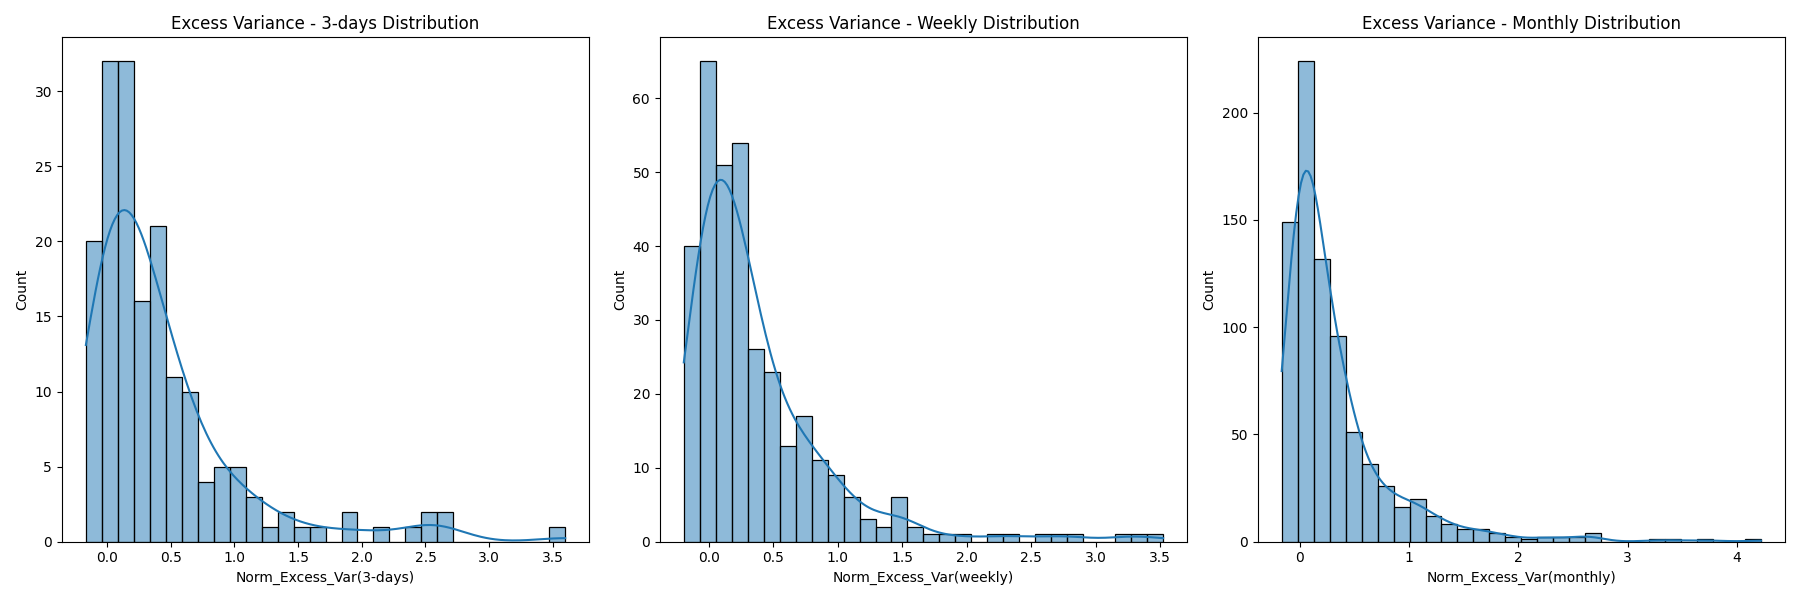 Excess Variance - 3-days Distribution
Count
30
25
20
15
10
5
0
0.0 0.5 1.0 1.5 2.0 2.5 3.0 3.5
Norm_Excess_Var(3-days)
Excess Variance - Weekly Distribution
Count
60
50
40
30
20
10
0
0.0 0.5 1.0 1.5 2.0 2.5 3.0 3.5
Norm_Excess_Var(weekly)
Excess Variance - Monthly Distribution
Count
200
150
100
50
0
0 1 2 3 4
Norm_Excess_Var(monthly)